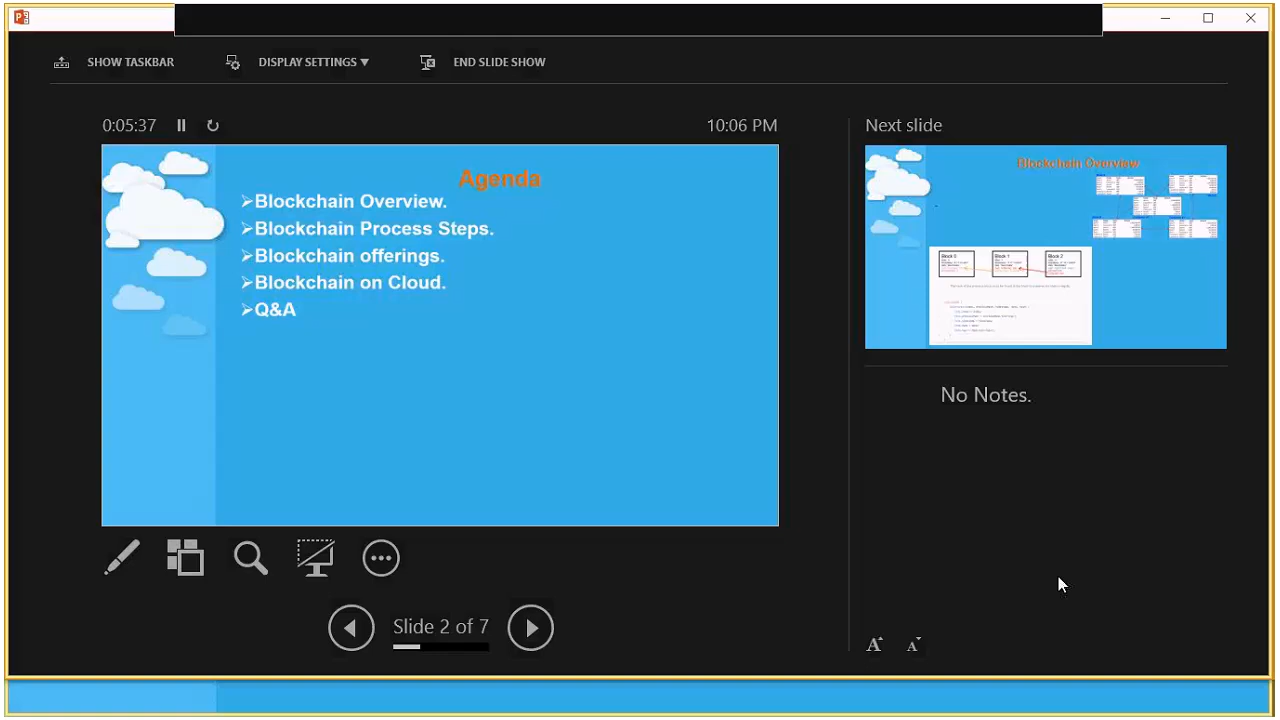 SHOW TASKBAR
DISPLAY SETTINGS ▼
END SLIDE SHOW
0:05:37
10:06 PM
Agenda
➢Blockchain Overview.
➢Blockchain Process Steps.
➢Blockchain offerings.
➢Blockchain on Cloud.
➢Q&A
Slide 2 of 7
Next slide
Blockchain Overview
Block 0
Block 1
Block 2
No Notes.
A
A